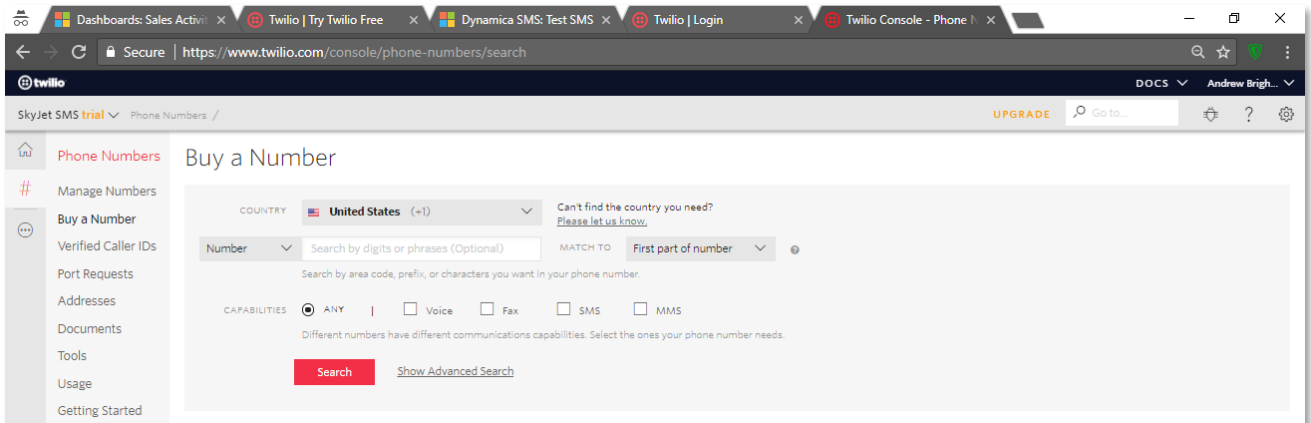 Dashboards: Sales Activit
Twilio | Try Twilio Free
Dynamica SMS: Test SMS
Twilio | Login
Twilio Console - Phone N
Secure | https://www.twilio.com/console/phone-numbers/search
twilio
DOCS
Andrew Brigh...
SkyJet SMS trial
Phone Numbers /
UPGRADE
Go to...
Phone Numbers
Manage Numbers
Buy a Number
Verified Caller IDs
Port Requests
Addresses
Documents
Tools
Usage
Getting Started
Buy a Number
COUNTRY
United States (+1)
Can't find the country you need?
Please let us know.
Number
Search by digits or phrases (Optional)
MATCH TO
First part of number
Search by area code, prefix, or characters you want in your phone number.
CAPABILITIES
ANY | Voice Fax SMS MMS
Different numbers have different communications capabilities. Select the ones your phone number needs.
Search
Show Advanced Search